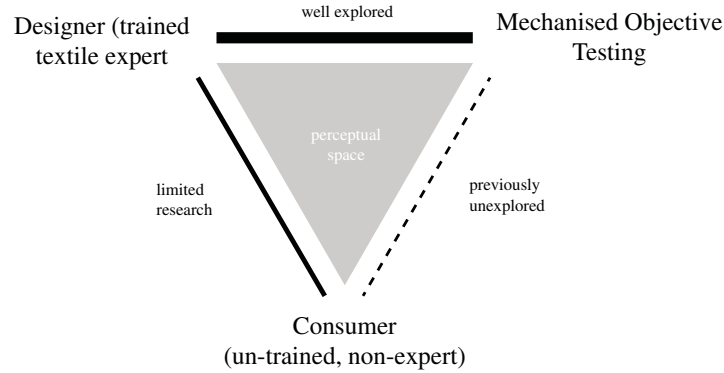 well explored
Designer (trained
textile expert
Mechanised Objective
Testing
perceptual
space
limited
research
previously
unexplored
Consumer
(un-trained, non-expert)